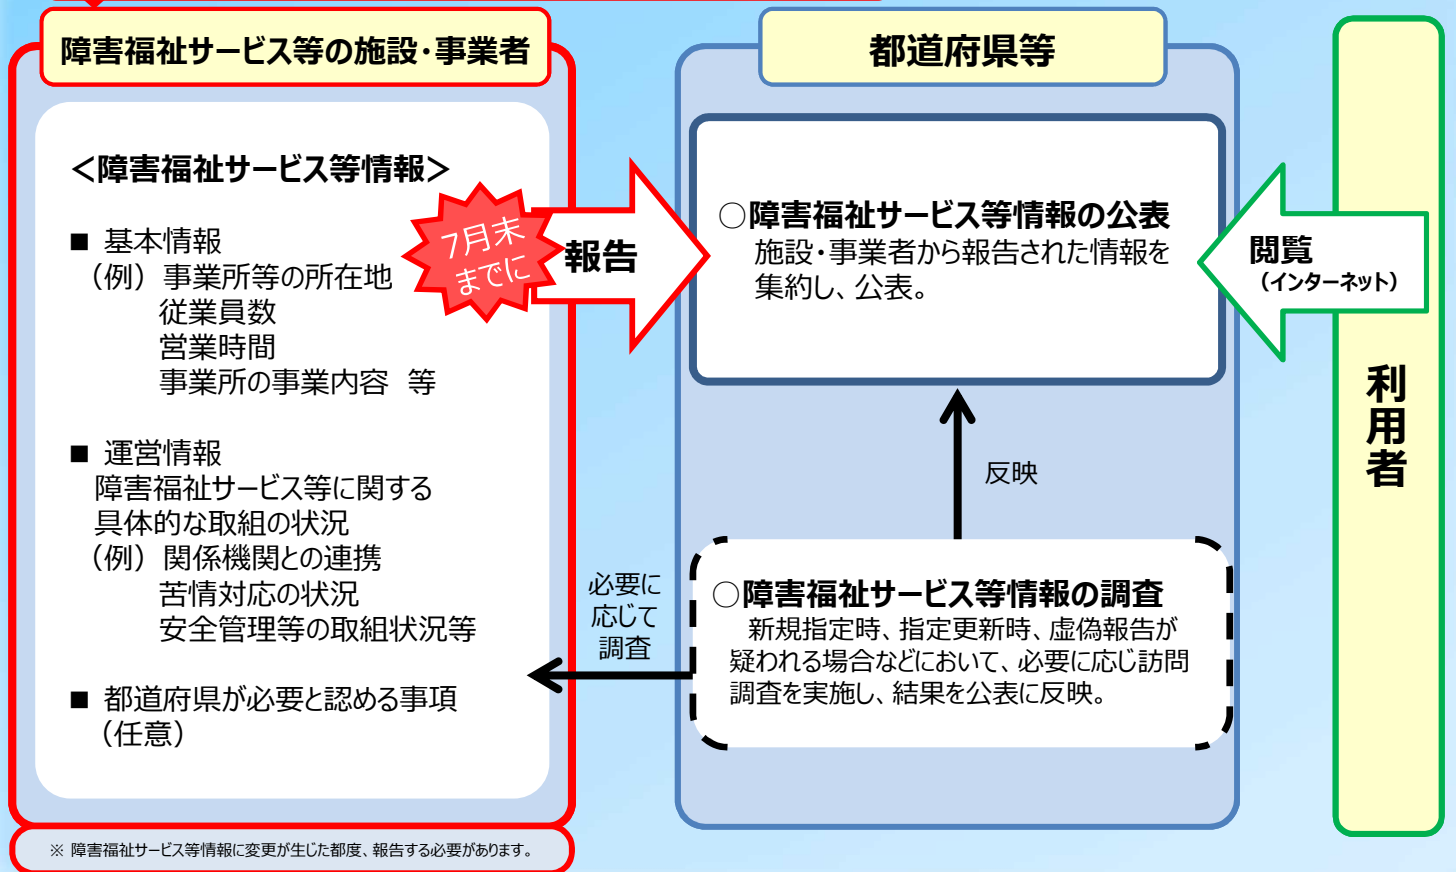 障害福祉サービス等の施設・事業者
＜障害福祉サービス等情報＞
■ 基本情報
（例）事業所等の所在地
従業員数
営業時間
事業所の事業内容 等
■ 運営情報
障害福祉サービス等に関する
具体的な取組の状況
（例）関係機関との連携
苦情対応の状況
安全管理等の取組状況等
■ 都道府県が必要と認める事項
（任意）
※ 障害福祉サービス等情報に変更が生じた都度、報告する必要があります。
7月末
までに
報告
必要に
応じて
調査
都道府県等
○障害福祉サービス等情報の公表
施設・事業者から報告された情報を
集約し、公表。
反映
○障害福祉サービス等情報の調査
新規指定時、指定更新時、虚偽報告が
疑われる場合などにおいて、必要に応じ訪問
調査を実施し、結果を公表に反映。
閲覧
（インターネット）
利用者